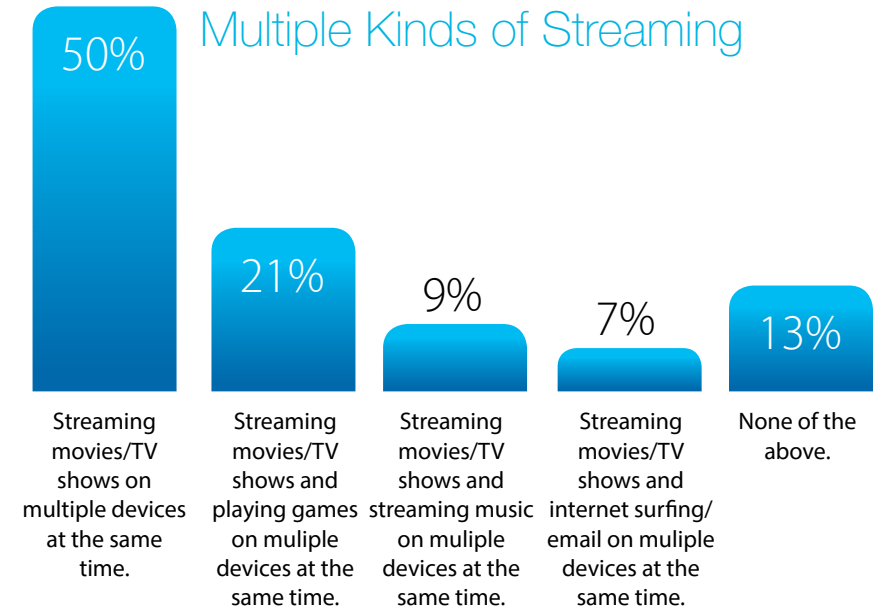 Multiple Kinds of Streaming
50%
21%
9%
7%
13%
Streaming
movies/TV
shows on
multiple devices
at the same
time.
Streaming
movies/TV
shows and
playing games
on muliple
devices at the
same time.
Streaming
movies/TV
shows and
streaming music
on muliple
devices at the
same time.
Streaming
movies/TV
shows and
internet surfing/
email on muliple
devices at the
same time.
None of the
above.